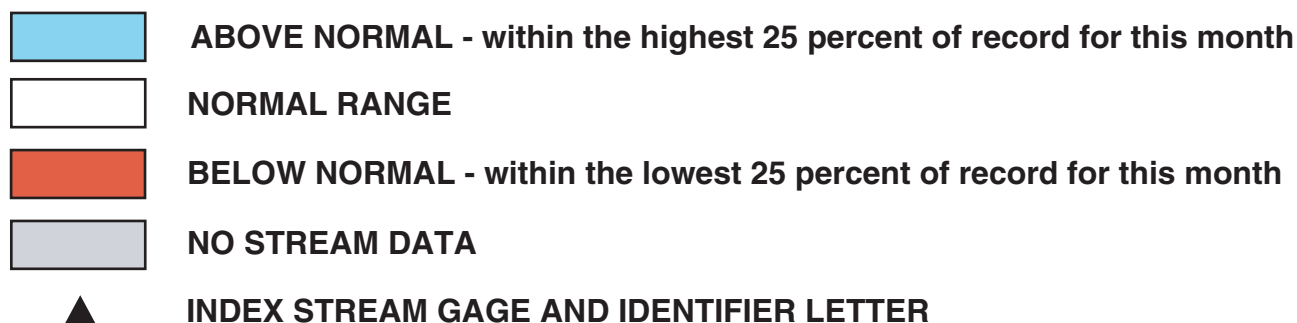 ABOVE NORMAL - within the highest 25 percent of record for this month
NORMAL RANGE
BELOW NORMAL - within the lowest 25 percent of record for this month
NO STREAM DATA
INDEX STREAM GAGE AND IDENTIFIER LETTER